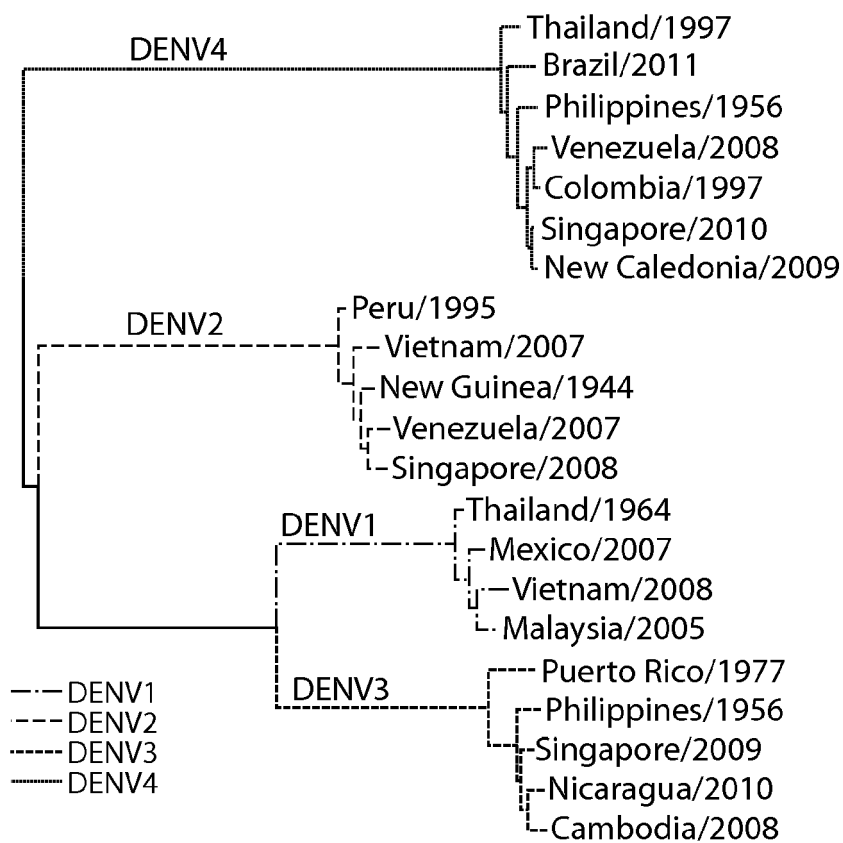 Thailand/1997
DENV4
Brazil/2011
Philippines/1956
Venezuela/2008
Colombia/1997
Singapore/2010
New Caledonia/2009
Peru/1995
DENV2
Vietnam/2007
New Guinea/1944
Venezuela/2007
Singapore/2008
Thailand/1964
DENV1
Mexico/2007
Vietnam/2008
Malaysia/2005
Puerto Rico/1977
DENV3
Philippines/1956
Singapore/2009
Nicaragua/2010
Cambodia/2008
DENV1
DENV2
DENV3
DENV4